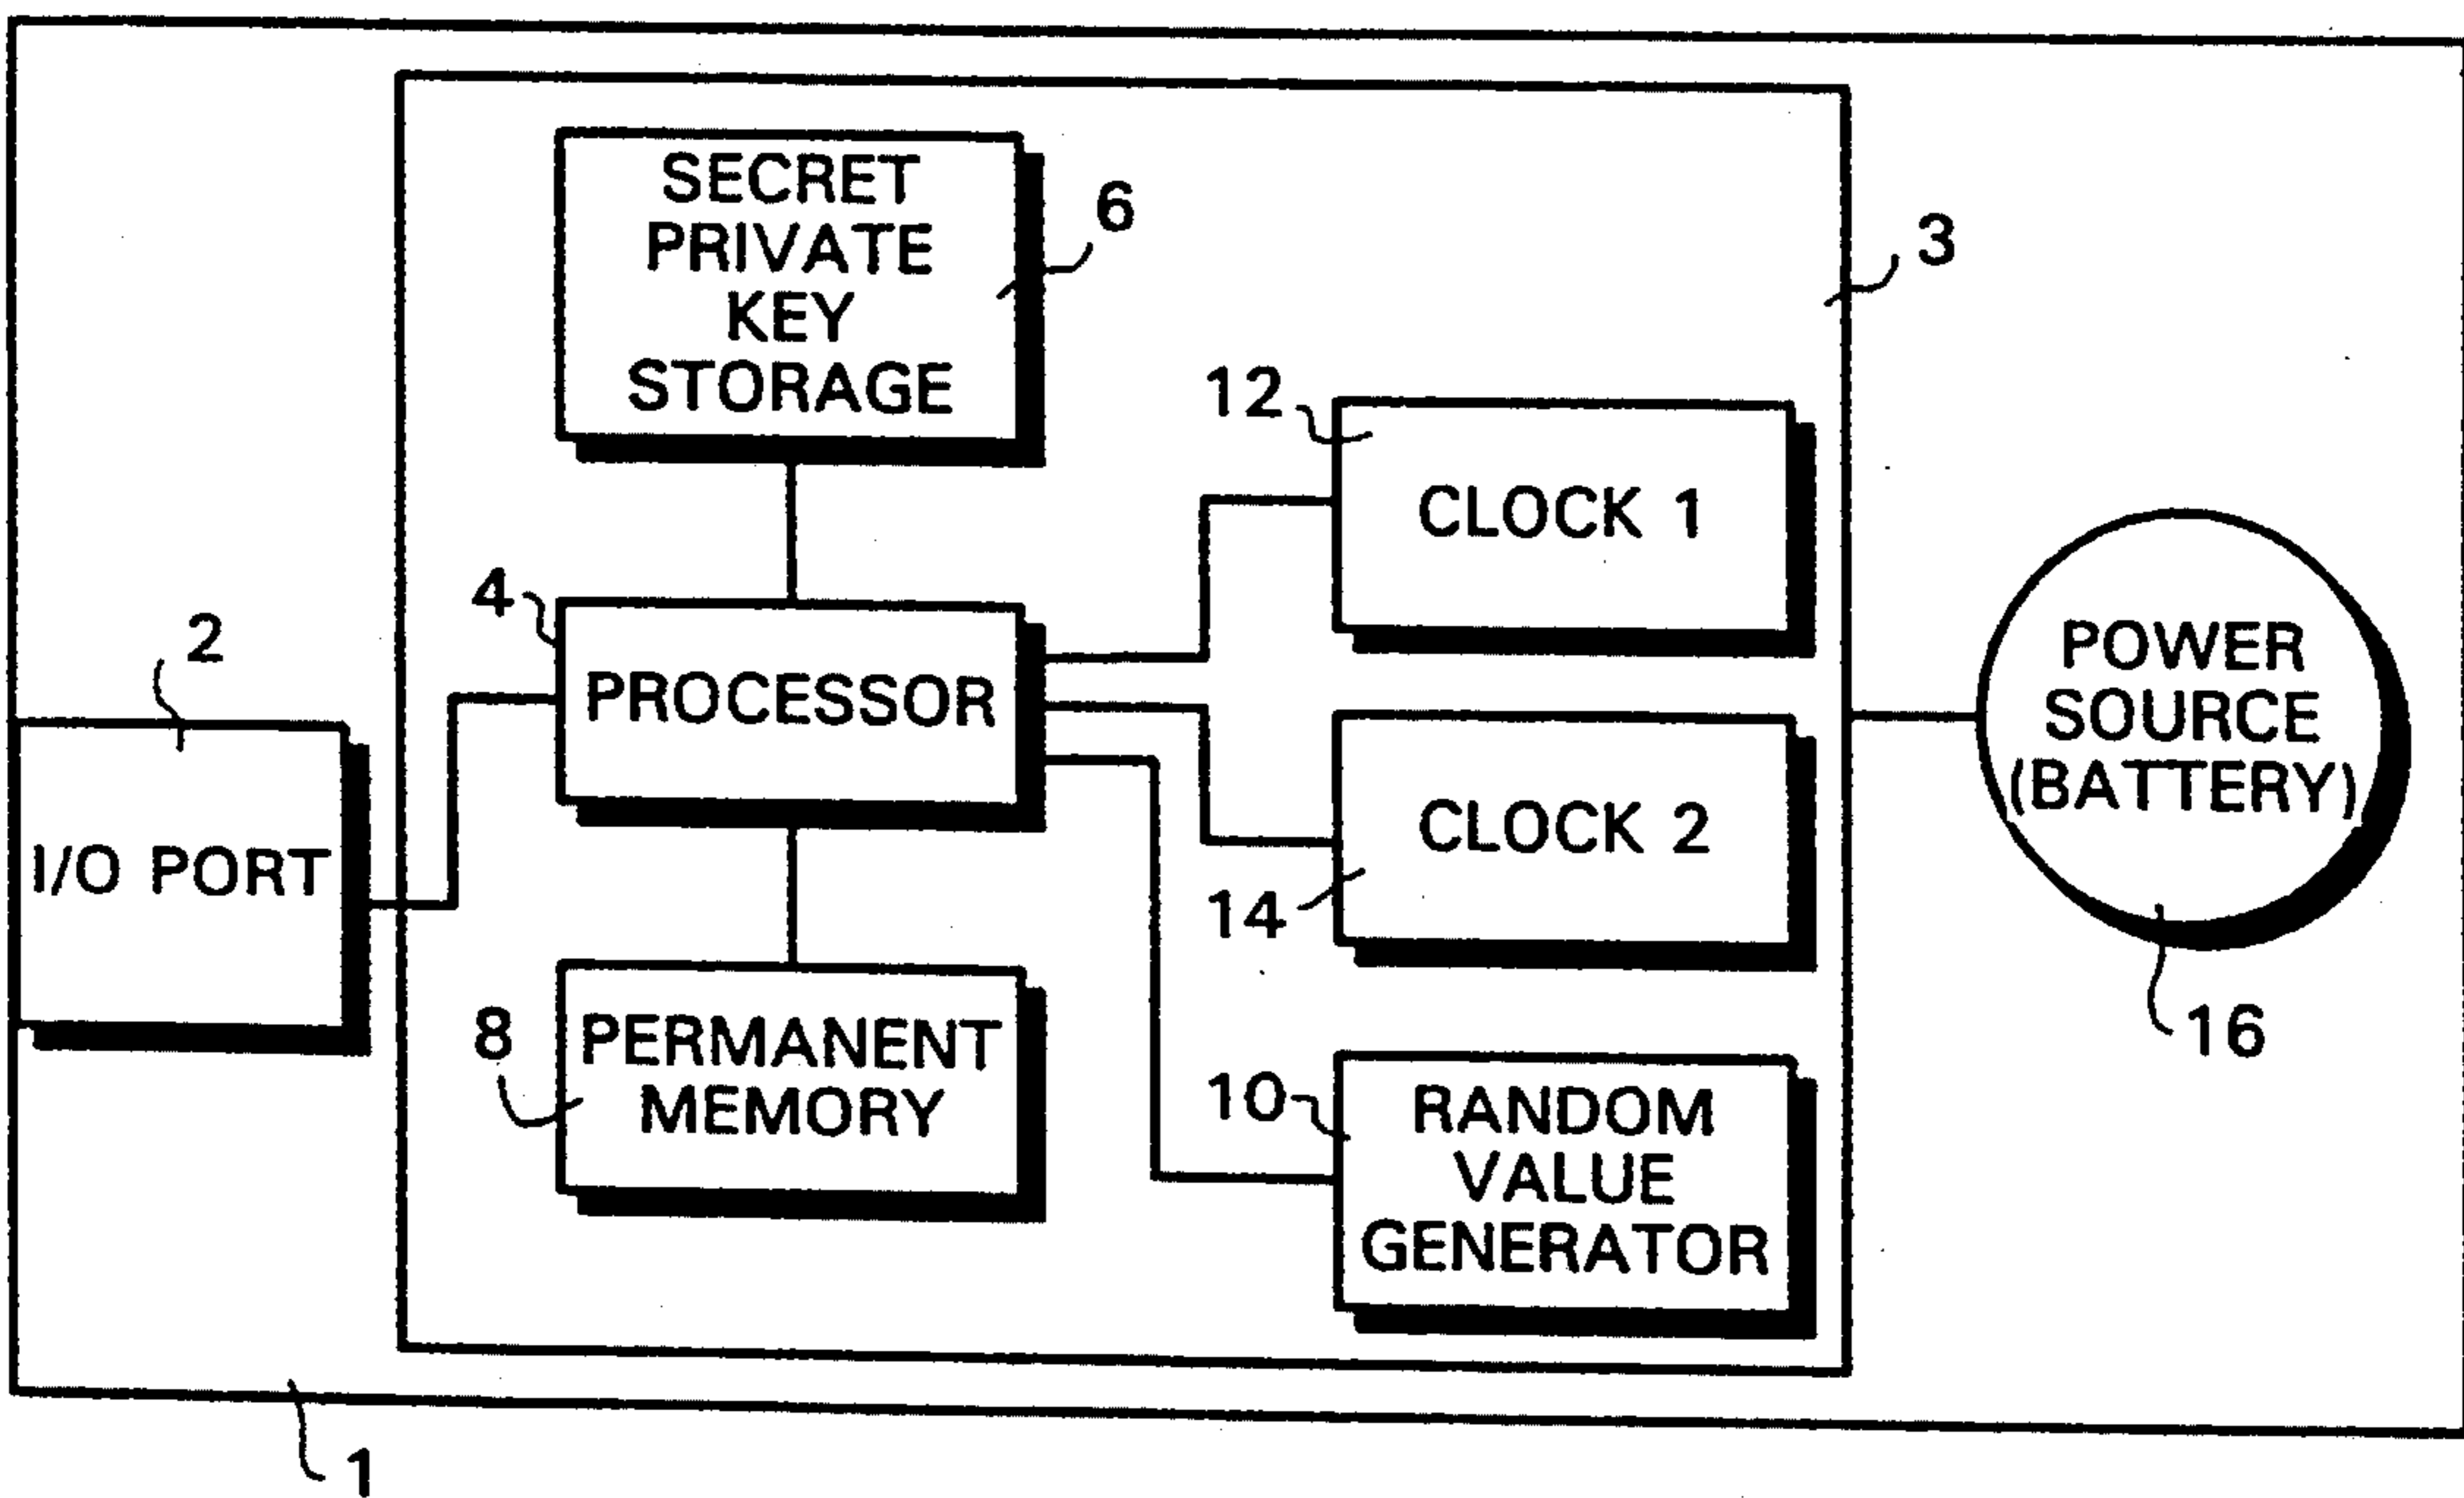 SECRET
PRIVATE
KEY
STORAGE
6
3
12
CLOCK 1
4
PROCESSOR
2
I/O PORT
CLOCK 2
14
POWER
SOURCE
(BATTERY)
16
8
PERMANENT
MEMORY
10
RANDOM
VALUE
GENERATOR
1